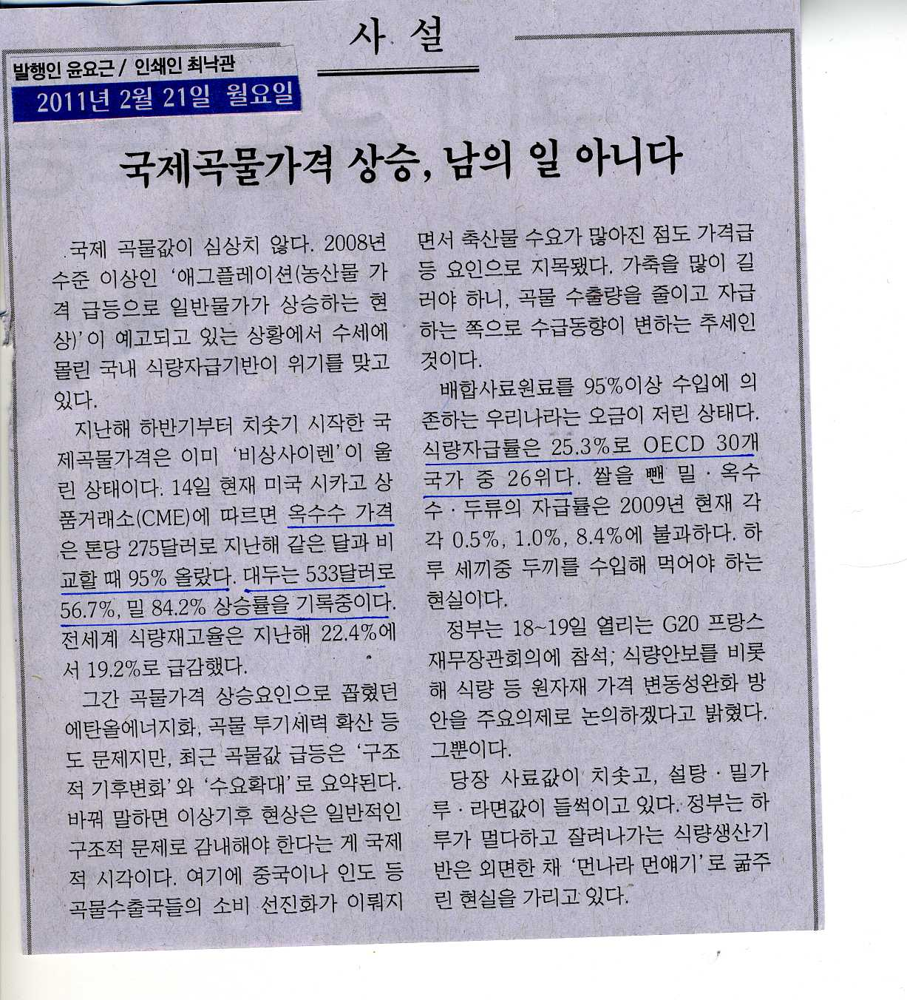 사 설
발행인 윤요근 / 인쇄인 최낙관
2011년 2월 21일 월요일
국제곡물가격 상승, 남의 일 아니다
국제 곡물값이 심상치 않다. 2008년
수준 이상인 ‘애그플레이션(농산물 가
격 급등으로 일반물가가 상승하는 현
상)’이 예고되고 있는 상황에서 수세에
몰린 국내 식량자급기반이 위기를 맞고
있다.
지난해 하반기부터 치솟기 시작한 국
제곡물가격은 이미 ‘비상사이렌’이 울
린 상태이다. 14일 현재 미국 시카고 상
품거래소(CME)에 따르면 옥수수 가격
은 톤당 275달러로 지난해 같은 달과 비
교할 때 95% 올랐다. 대두는 533달러로
56.7%, 밀 84.2% 상승률을 기록중이다.
전세계 식량재고율은 지난해 22.4%에
서 19.2%로 급감했다.
그간 곡물가격 상승요인으로 꼽혔던
에탄올에너지화, 곡물 투기세력 확산 등
도 문제지만, 최근 곡물값 급등은 ‘구조
적 기후변화’와 ‘수요확대’로 요약된다.
바꿔 말하면 이상기후 현상은 일반적인
구조적 문제로 감내해야 한다는 게 국제
적 시각이다. 여기에 중국이나 인도 등
곡물수출국들의 소비 선진화가 이뤄지
면서 축산물 수요가 많아진 점도 가격급
등 요인으로 지목됐다. 가축을 많이 길
러야 하니, 곡물 수출량을 줄이고 자급
하는 쪽으로 수급동향이 변하는 추세인
것이다.
배합사료원료를 95%이상 수입에 의
존하는 우리나라는 오금이 저린 상태다.
식량자급률은 25.3%로 OECD 30개
국가 중 26위다. 쌀을 뺀 밀·옥수
수·두류의 자급률은 2009년 현재 각
각 0.5%, 1.0%, 8.4%에 불과하다. 하
루 세끼중 두끼를 수입해 먹어야 하는
현실이다.
정부는 18~19일 열리는 G20 프랑스
재무장관회의에 참석, 식량안보를 비롯
해 식량 등 원자재 가격 변동성완화 방
안을 주요의제로 논의하겠다고 밝혔다.
그뿐이다.
당장 사료값이 치솟고, 설탕·밀가
루·라면값이 들썩이고 있다. 정부는 하
루가 멀다하고 잘려나가는 식량생산기
반은 외면한 채 ‘먼나라 먼얘기’로 굶주
린 현실을 가리고 있다.